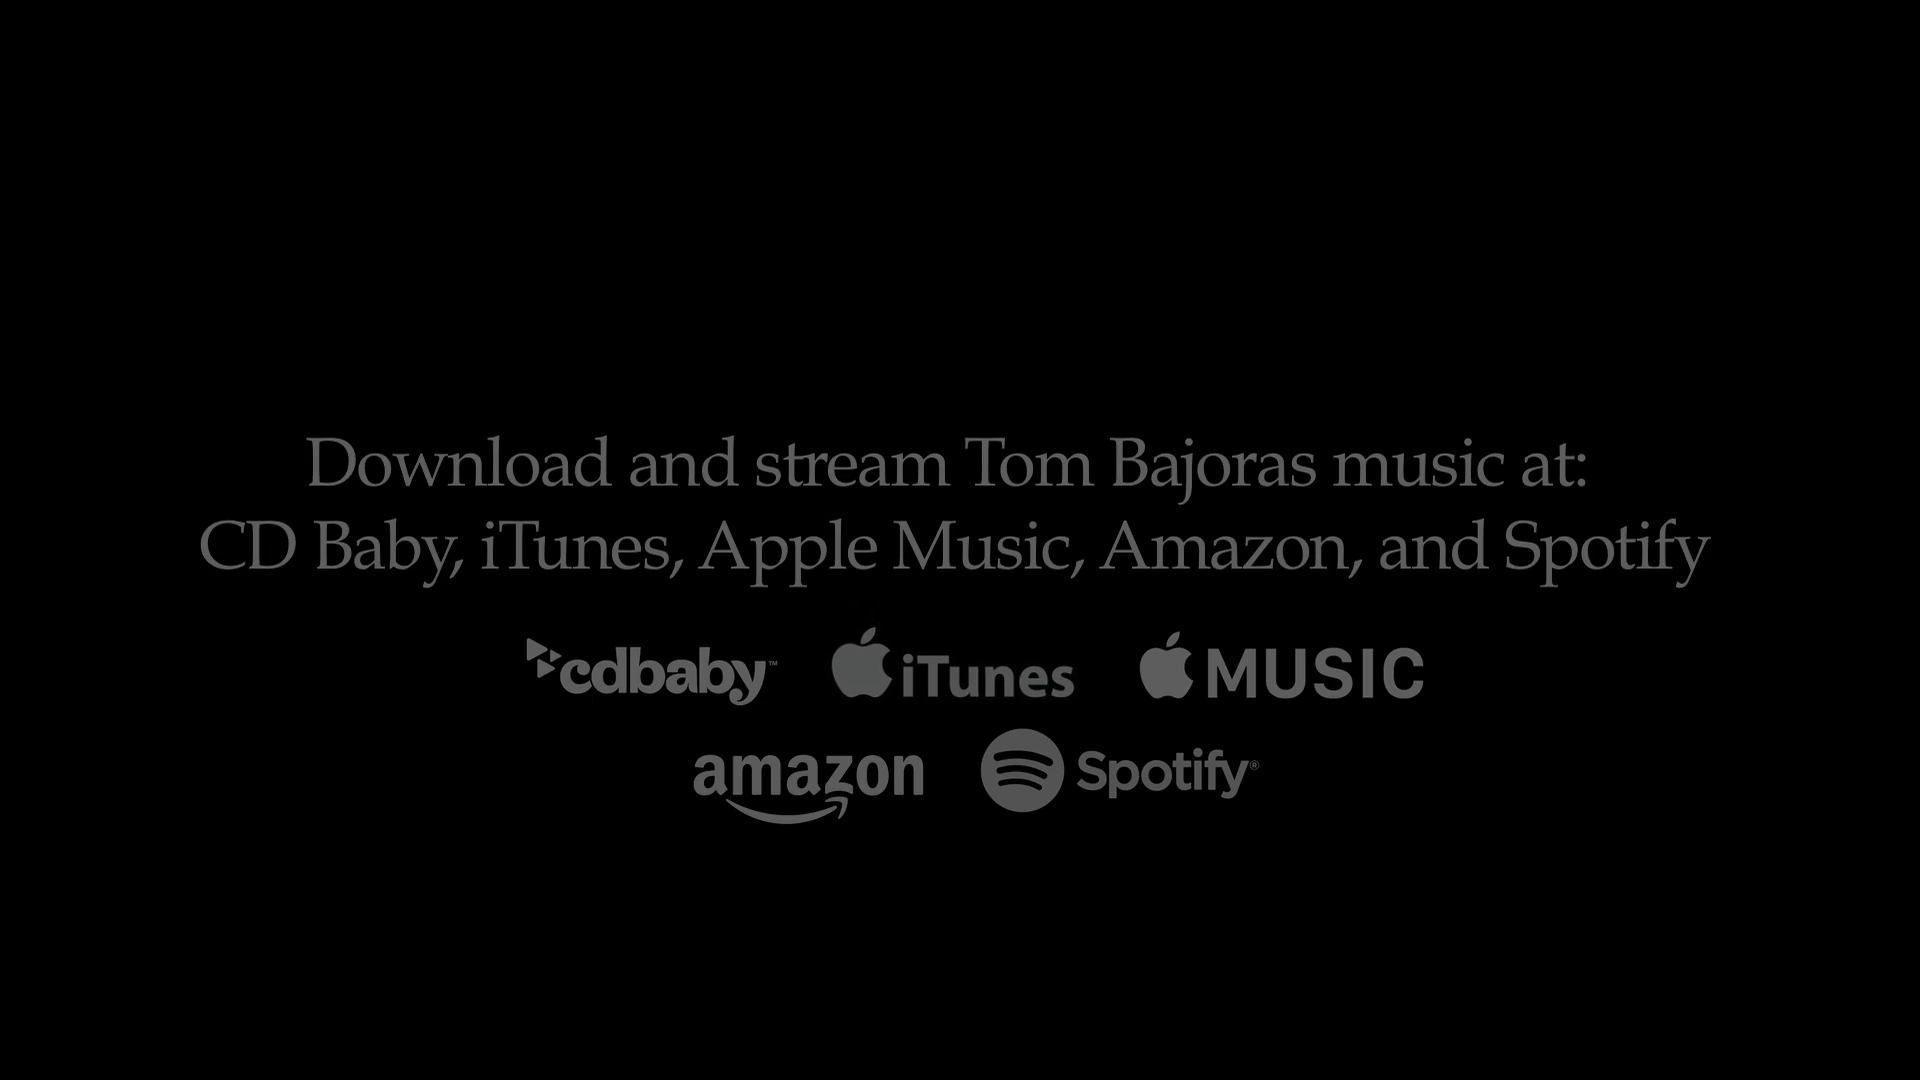 Download and stream Tom Bajoras music at:
CD Baby, iTunes, Apple Music, Amazon, and Spotify
cdbaby™ iTunes MUSIC
amazon Spotify®